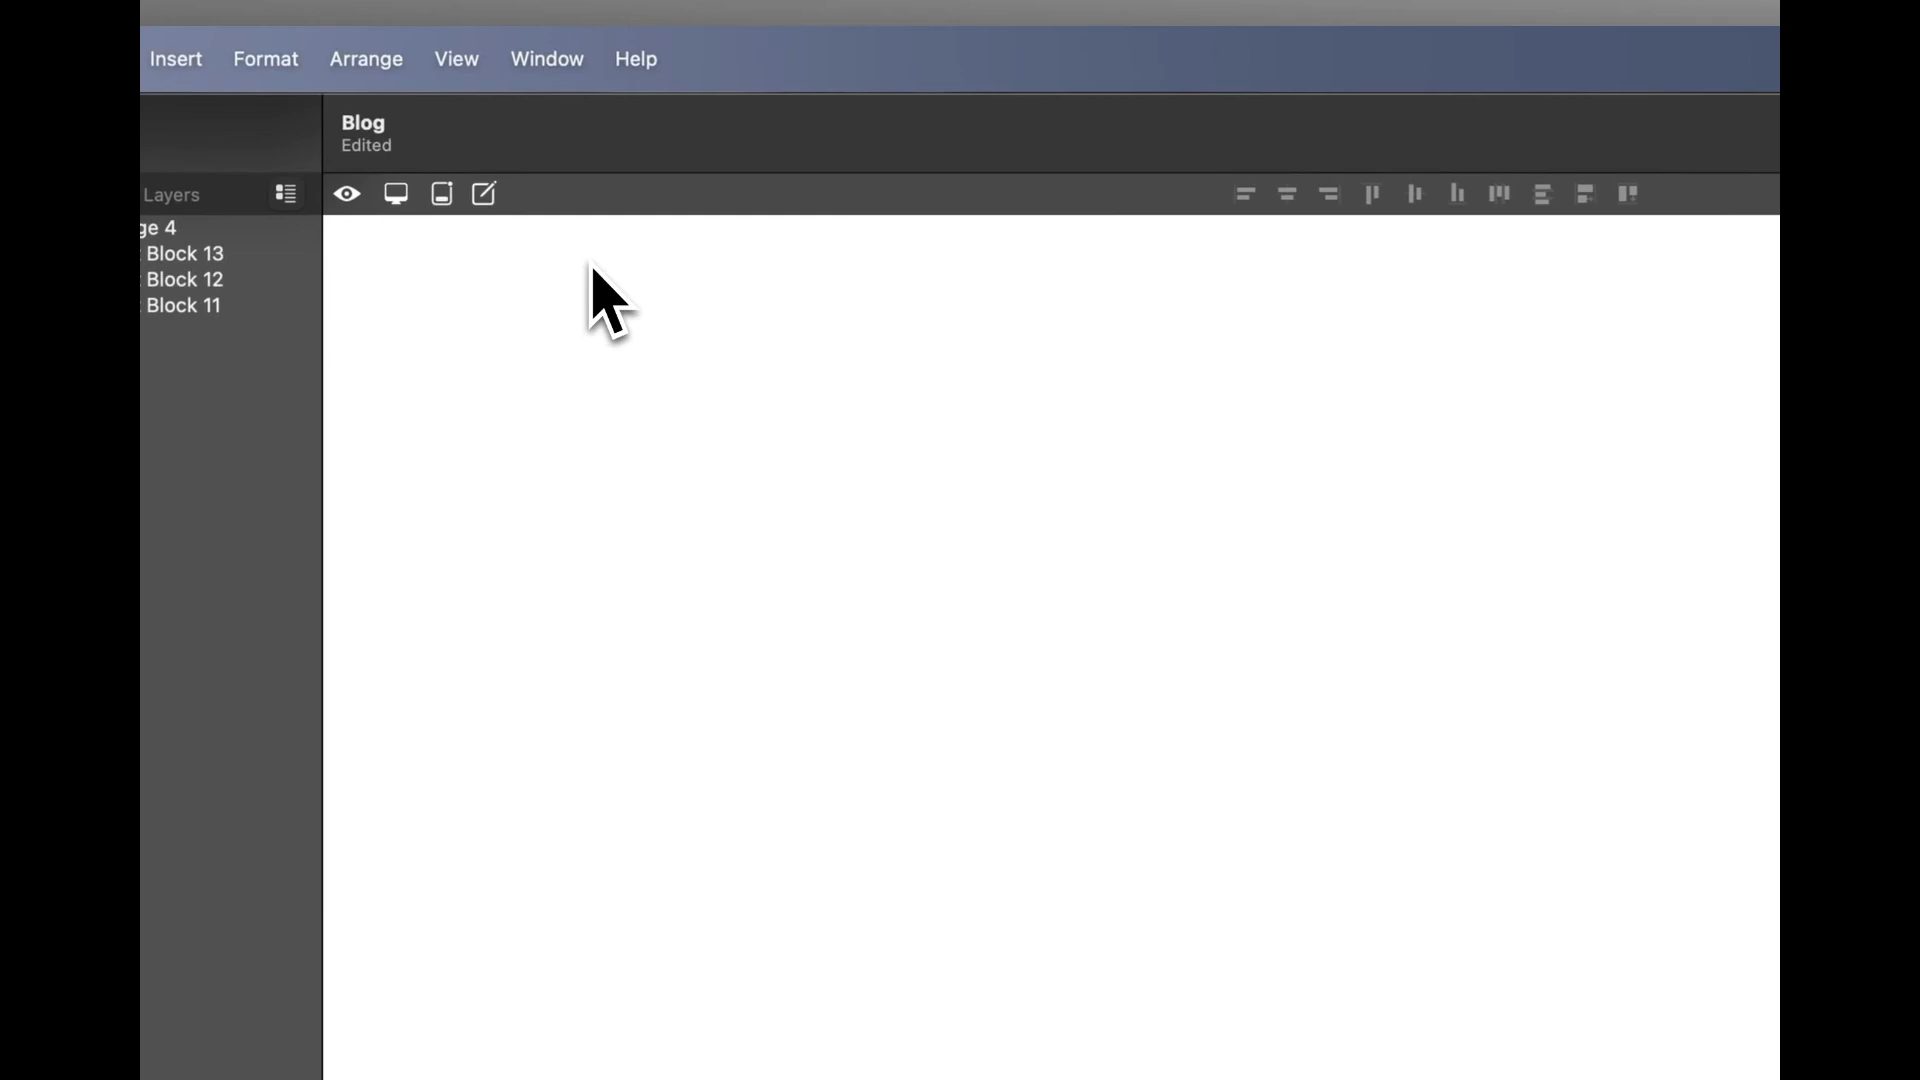 Insert Format Arrange View Window Help
Blog
Edited
Layers
ge 4
Block 13
Block 12
Block 11